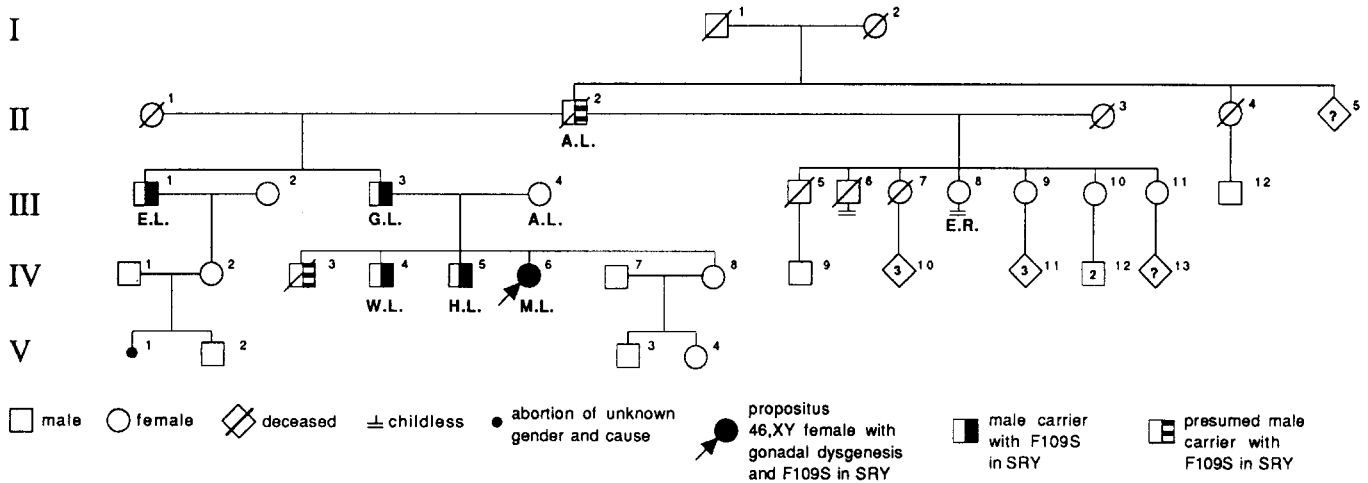 I
1 2
II
1 2 3 4 5
?
A.L.
III
1 2 3 4 5 6 7 8 9 10 11 12
E.L. G.L. A.L. E.R.
IV
1 2 3 4 5 6 7 8 9 10 11 12 13
3 3 2 ?
W.L. H.L. M.L.
V
1 2 3 4
male female deceased childless
abortion of unknown
gender and cause
propositus
46,XY female with
gonadal dysgenesis
and F109S in SRY
male carrier
with F109S
in SRY
presumed male
carrier with
F109S in SRY